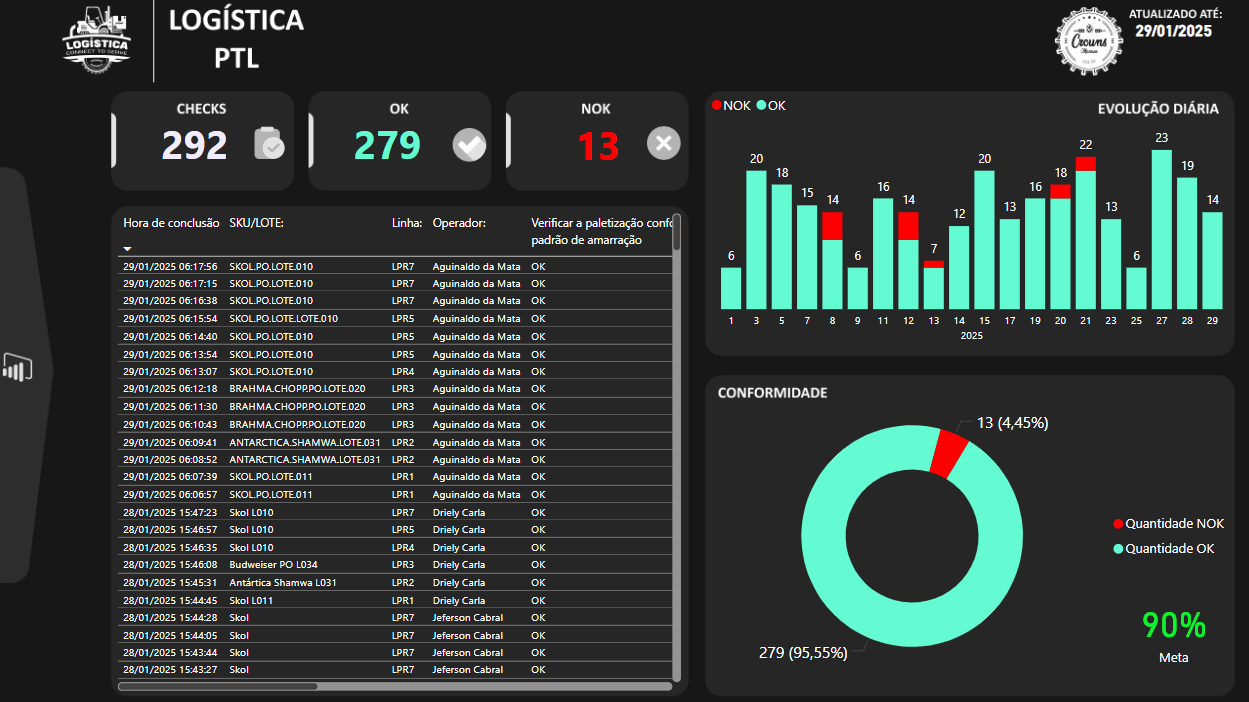 LOGÍSTICA
CONNECT TO SERVE
LOGÍSTICA
PTL
Crowns
ATUALIZADO ATÉ:
29/01/2025
CHECKS
292
OK
279
NOK
13
Hora de conclusão SKU/LOTE: Linha: Operador: Verificar a paletização confo
padrão de amarração
29/01/2025 06:17:56 SKOL.PO.LOTE.010 LPR7 Aguinaldo da Mata OK
29/01/2025 06:17:15 SKOL.PO.LOTE.010 LPR7 Aguinaldo da Mata OK
29/01/2025 06:16:38 SKOL.PO.LOTE.010 LPR7 Aguinaldo da Mata OK
29/01/2025 06:15:54 SKOL.PO.LOTE.LOTE.010 LPR5 Aguinaldo da Mata OK
29/01/2025 06:14:40 SKOL.PO.LOTE.010 LPR5 Aguinaldo da Mata OK
29/01/2025 06:13:54 SKOL.PO.LOTE.010 LPR5 Aguinaldo da Mata OK
29/01/2025 06:13:07 SKOL.PO.LOTE.010 LPR4 Aguinaldo da Mata OK
29/01/2025 06:12:18 BRAHMA.CHOPP.PO.LOTE.020 LPR3 Aguinaldo da Mata OK
29/01/2025 06:11:30 BRAHMA.CHOPP.PO.LOTE.020 LPR3 Aguinaldo da Mata OK
29/01/2025 06:10:43 BRAHMA.CHOPP.PO.LOTE.020 LPR3 Aguinaldo da Mata OK
29/01/2025 06:09:41 ANTARCTICA.SHAMWA.LOTE.031 LPR2 Aguinaldo da Mata OK
29/01/2025 06:08:52 ANTARCTICA.SHAMWA.LOTE.031 LPR2 Aguinaldo da Mata OK
29/01/2025 06:07:39 SKOL.PO.LOTE.011 LPR1 Aguinaldo da Mata OK
29/01/2025 06:06:57 SKOL.PO.LOTE.011 LPR1 Aguinaldo da Mata OK
28/01/2025 15:47:23 Skol L010 LPR7 Driely Carla OK
28/01/2025 15:46:57 Skol L010 LPR5 Driely Carla OK
28/01/2025 15:46:35 Skol L010 LPR4 Driely Carla OK
28/01/2025 15:46:08 Budweiser PO L034 LPR3 Driely Carla OK
28/01/2025 15:45:31 Antártica Shamwa L031 LPR2 Driely Carla OK
28/01/2025 15:44:45 Skol L011 LPR1 Driely Carla OK
28/01/2025 15:44:28 Skol LPR7 Jeferson Cabral OK
28/01/2025 15:44:05 Skol LPR7 Jeferson Cabral OK
28/01/2025 15:43:44 Skol LPR7 Jeferson Cabral OK
28/01/2025 15:43:27 Skol LPR7 Jeferson Cabral OK
NOK OK
EVOLUÇÃO DIÁRIA
6 20 18 15 14 6 16 14 7 12 20 13 16 18 22 13 6 23 19 14
1 3 5 7 8 9 11 12 13 14 15 17 19 20 21 23 25 27 28 29
2025
CONFORMIDADE
13 (4,45%)
Quantidade NOK
Quantidade OK
279 (95,55%)
90%
Meta